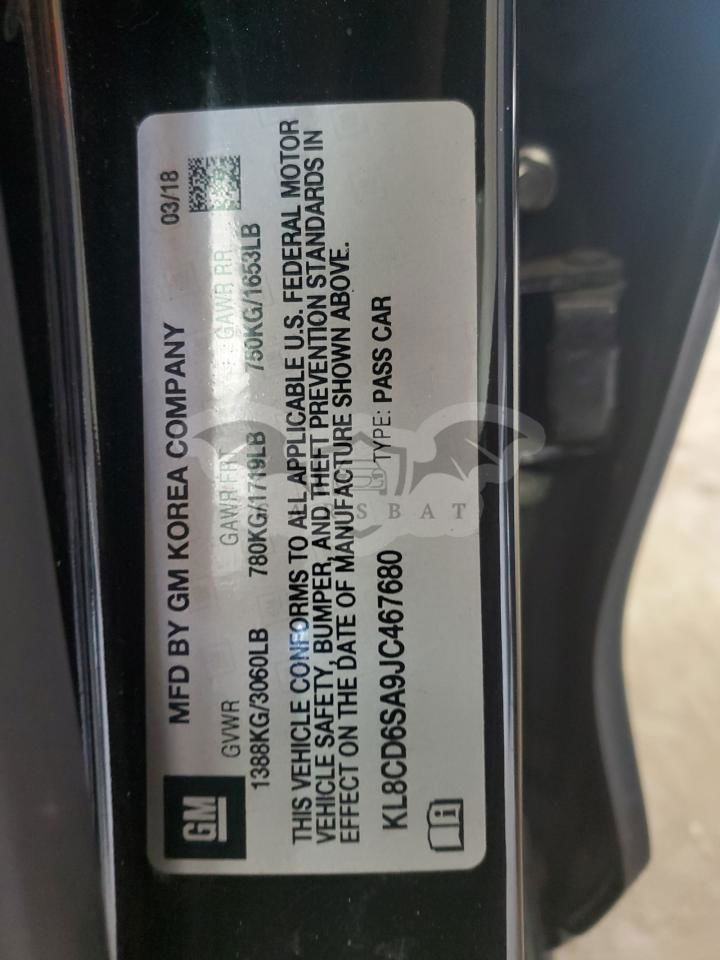 GM
MFD BY GM KOREA COMPANY 03/18
GVWR GAWR FRT GAWR RR
1388KG/3060LB 780KG/1719LB 750KG/1653LB
THIS VEHICLE CONFORMS TO ALL APPLICABLE U.S. FEDERAL MOTOR
VEHICLE SAFETY, BUMPER, AND THEFT PREVENTION STANDARDS IN
EFFECT ON THE DATE OF MANUFACTURE SHOWN ABOVE.
KL8CD6SA9JC467680 TYPE: PASS CAR